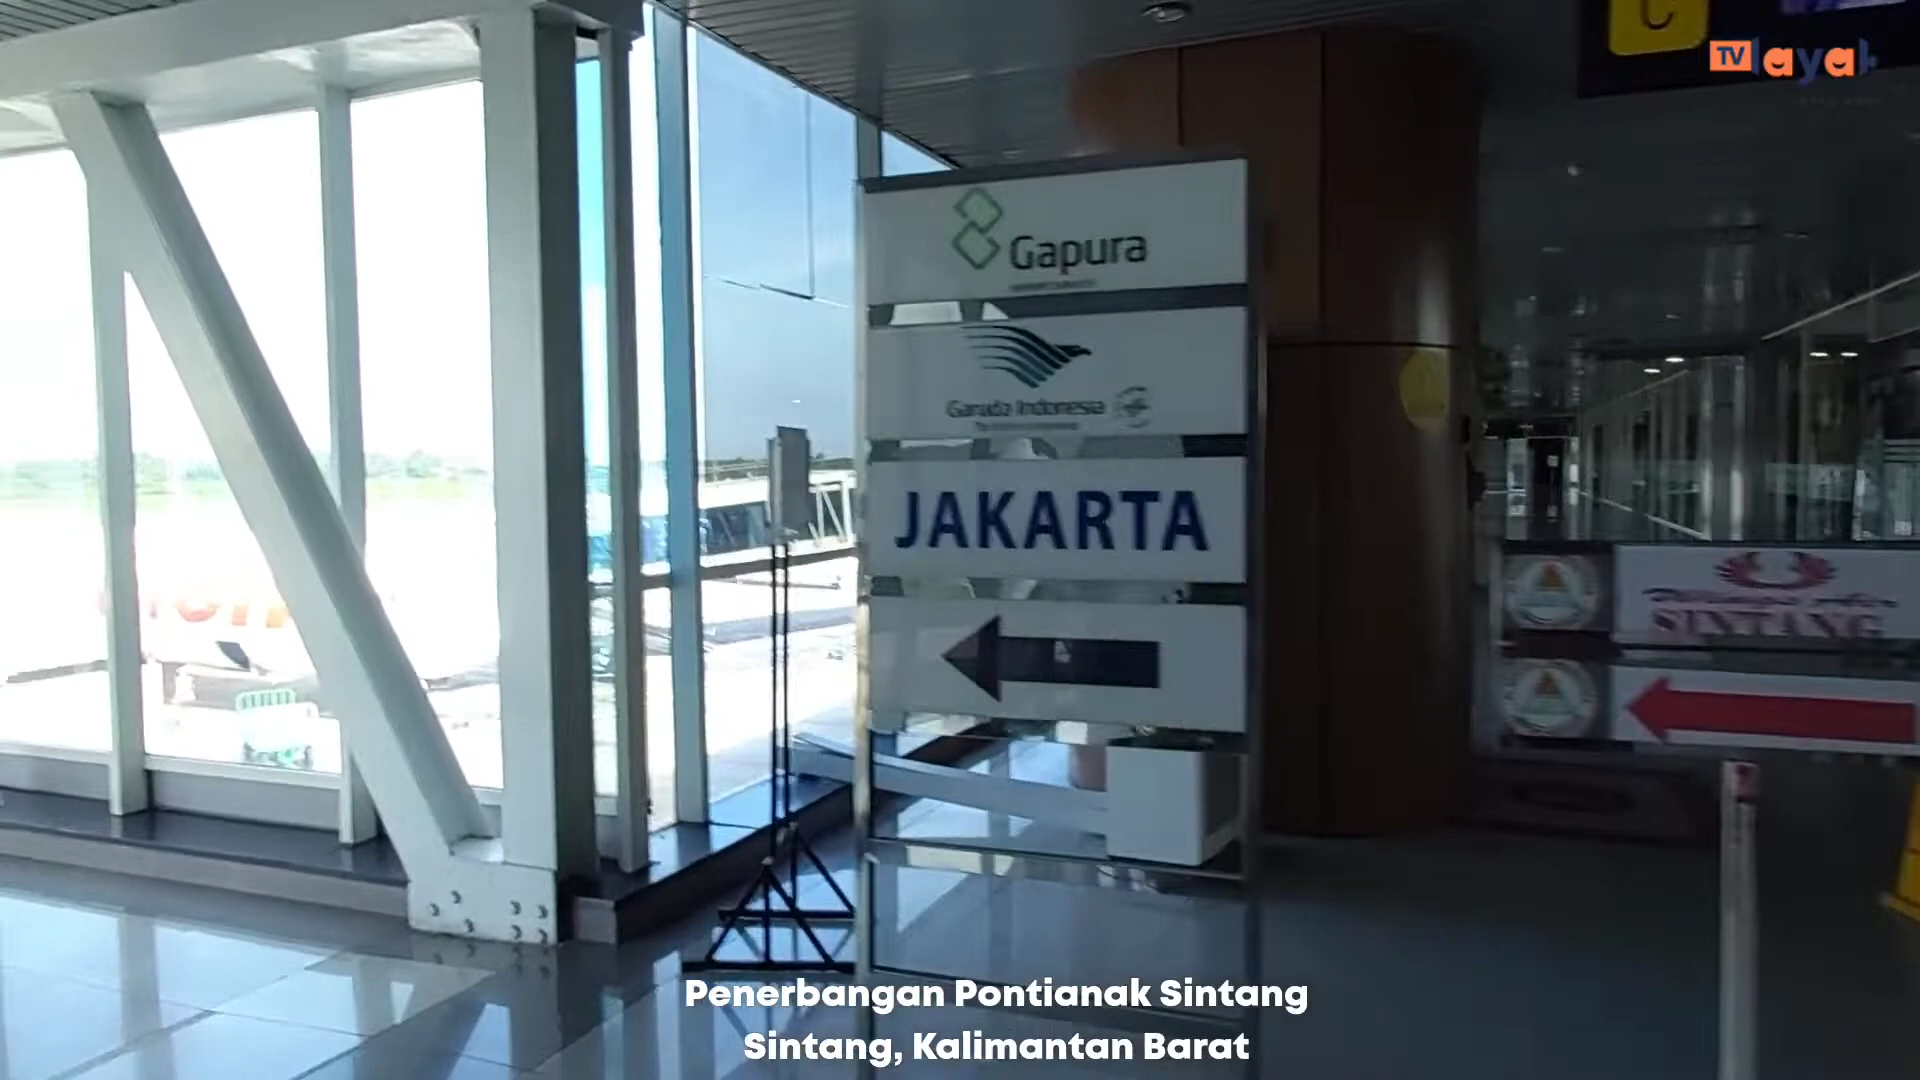 C
TV Dayak
Gapura
Garuda Indonesia
JAKARTA
SINTANG
Penerbangan Pontianak Sintang
Sintang, Kalimantan Barat